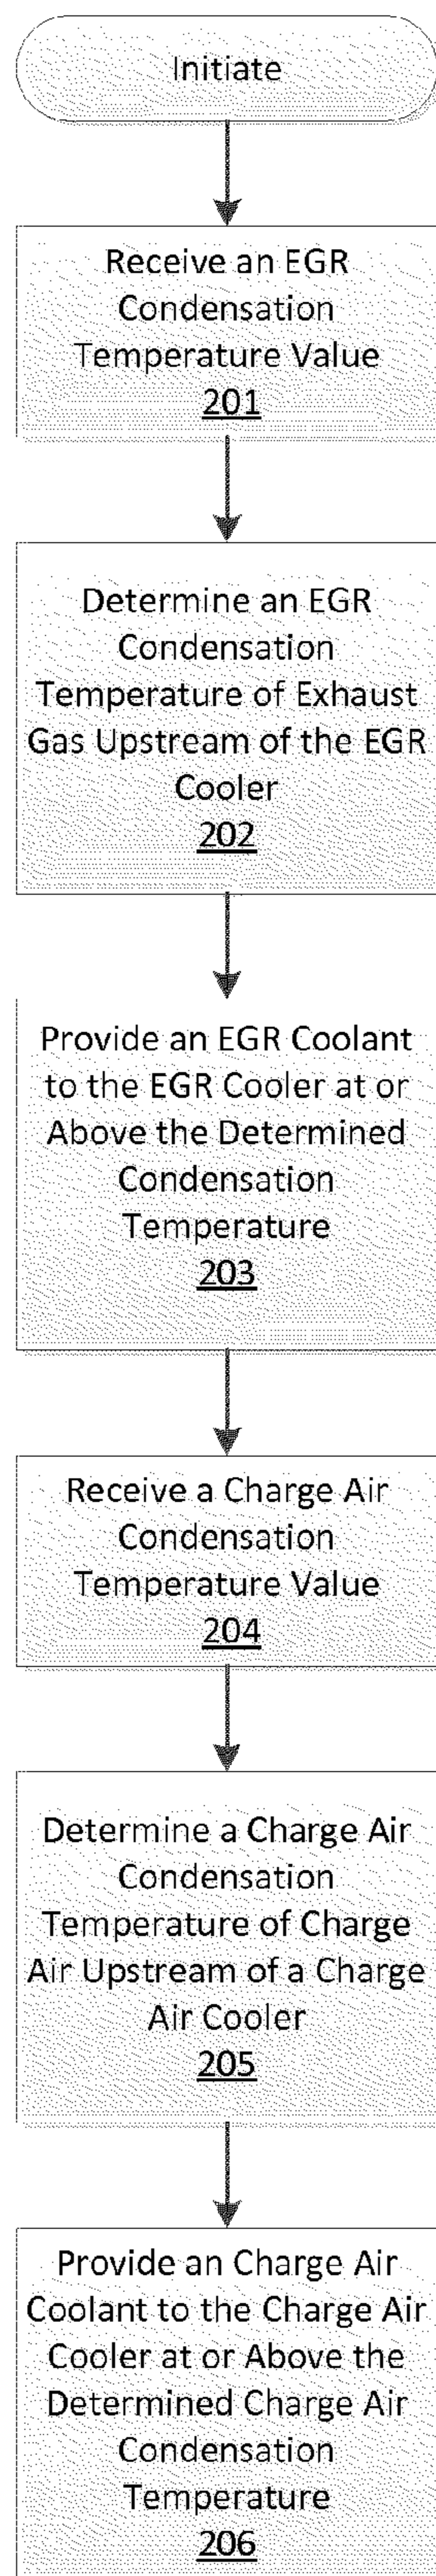 Initiate
Receive an EGR
Condensation
Temperature Value
201
Determine an EGR
Condensation
Temperature of Exhaust
Gas Upstream of the EGR
Cooler
202
Provide an EGR Coolant
to the EGR Cooler at or
Above the Determined
Condensation
Temperature
203
Receive a Charge Air
Condensation
Temperature Value
204
Determine a Charge Air
Condensation
Temperature of Charge
Air Upstream of a Charge
Air Cooler
205
Provide an Charge Air
Coolant to the Charge Air
Cooler at or Above the
Determined Charge Air
Condensation
Temperature
206